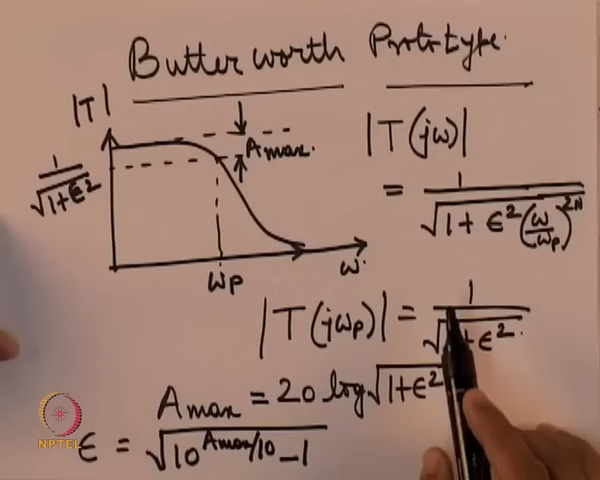 Butterworth Prototype.
|T|
Amax.
1/√1+ε²
ωp
ω.
|T(jω)|
= 1/√1 + ε²(ω/ωp)^2N
|T(jωp)| = 1/√1+ε².
Amax = 20 log √1+ε²
ε = √10^Amax/10 - 1
NPTEL